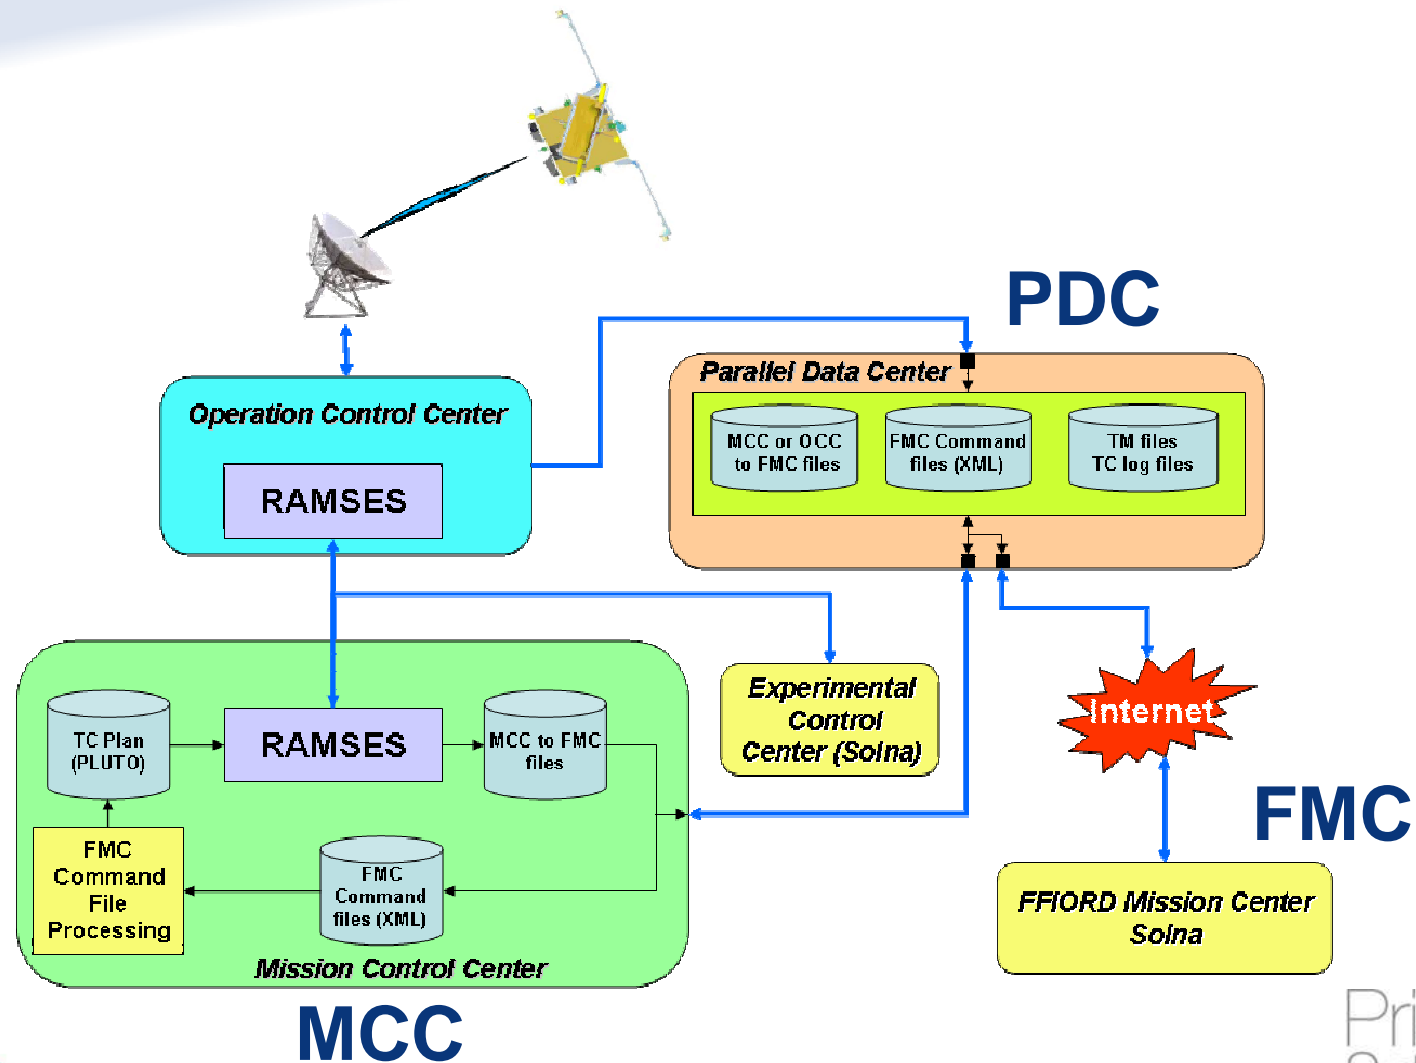 PDC
Parallel Data Center
MCC or OCC
to FMC files
FMC Command
files (XML)
TM files
TC log files
Operation Control Center
RAMSES
Experimental
Control
Center (Solna)
Internet
TC Plan
(PLUTO)
RAMSES
MCC to FMC
files
FMC
Command
File
Processing
FMC
Command
files (XML)
Mission Control Center
MCC
FMC
FFIORD Mission Center
Solna
Pri